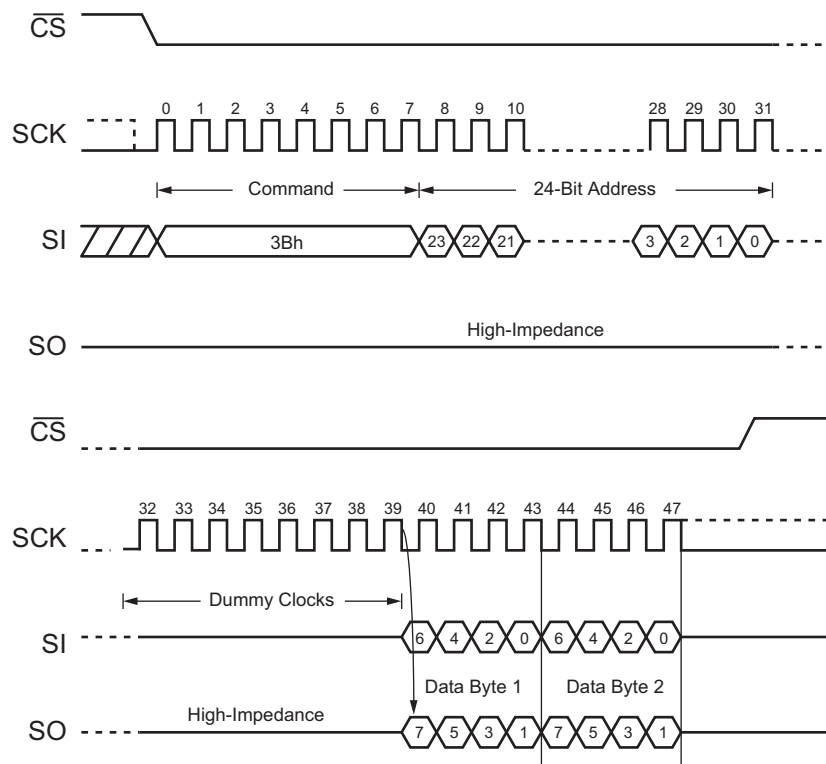 CS
0 1 2 3 4 5 6 7 8 9 10 28 29 30 31
SCK
Command 24-Bit Address
SI 3Bh 23 22 21 3 2 1 0
High-Impedance
SO
CS
32 33 34 35 36 37 38 39 40 41 42 43 44 45 46 47
SCK
Dummy Clocks
SI 6 4 2 0 6 4 2 0
Data Byte 1 Data Byte 2
High-Impedance
SO 7 5 3 1 7 5 3 1